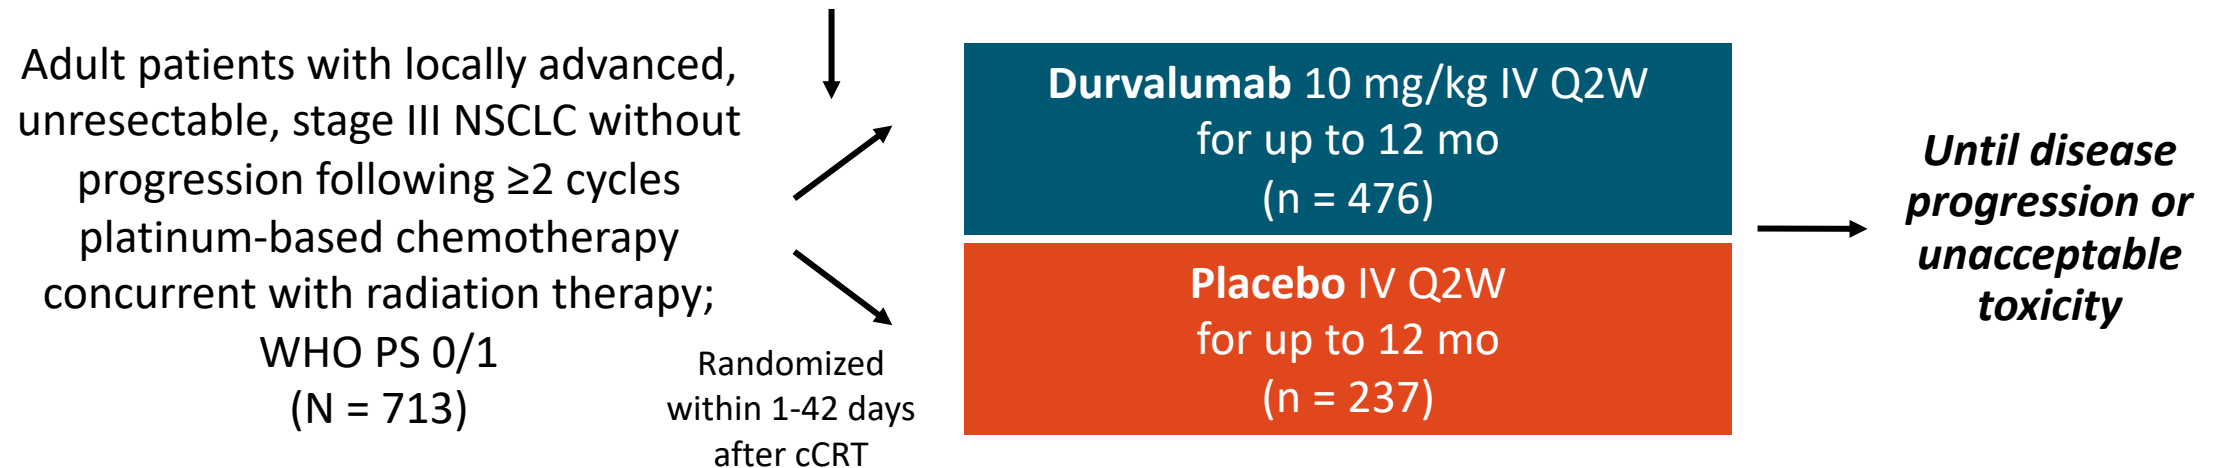 Adult patients with locally advanced,
unresectable, stage III NSCLC without
progression following ≥2 cycles
platinum-based chemotherapy
concurrent with radiation therapy;
WHO PS 0/1
(N = 713)
Randomized
within 1-42 days
after cCRT
Durvalumab 10 mg/kg IV Q2W
for up to 12 mo
(n = 476)
Placebo IV Q2W
for up to 12 mo
(n = 237)
Until disease
progression or
unacceptable
toxicity